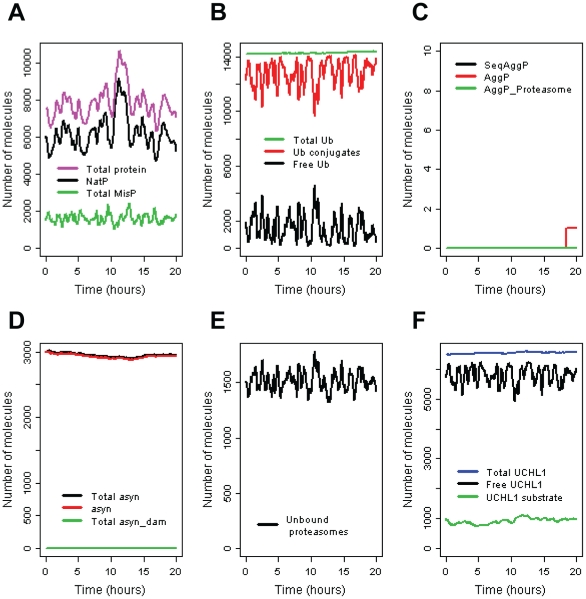 A
Number of molecules
10000
8000
6000
4000
2000
0
Total protein
NatP
Total MisP
0 5 10 15 20
Time (hours)
B
Number of molecules
14000
10000
6000
2000
0
Total Ub
Ub conjugates
Free Ub
0 5 10 15 20
Time (hours)
C
Number of molecules
10
8
6
4
2
0
SeqAggP
AggP
AggP_Proteasome
0 5 10 15 20
Time (hours)
D
Number of molecules
3000
2000
1000
500
0
Total asyn
asyn
Total asyn_dam
0 5 10 15 20
Time (hours)
E
Number of molecules
1500
1000
500
0
Unbound
proteasomes
0 5 10 15 20
Time (hours)
F
Number of molecules
5000
3000
1000
0
Total UCHL1
Free UCHL1
UCHL1 substrate
0 5 10 15 20
Time (hours)